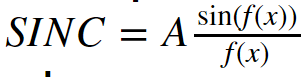 SINC = A sin(f(x)) / f(x)